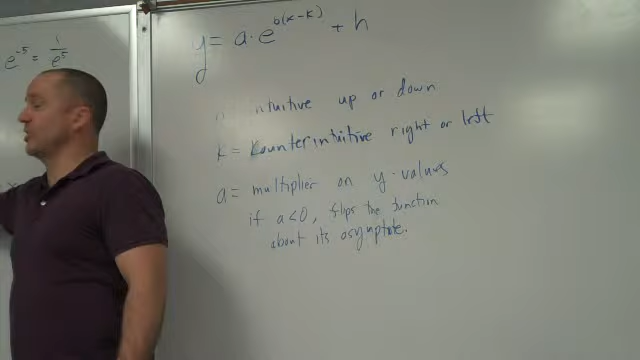 e^-5 = 1/e^5
y = a·e^b(x-k) + h
intuitive up or down
k = Kounterintuitive right or left
a = multiplier on y-values
if a<0, flips the function
about its asymptote.